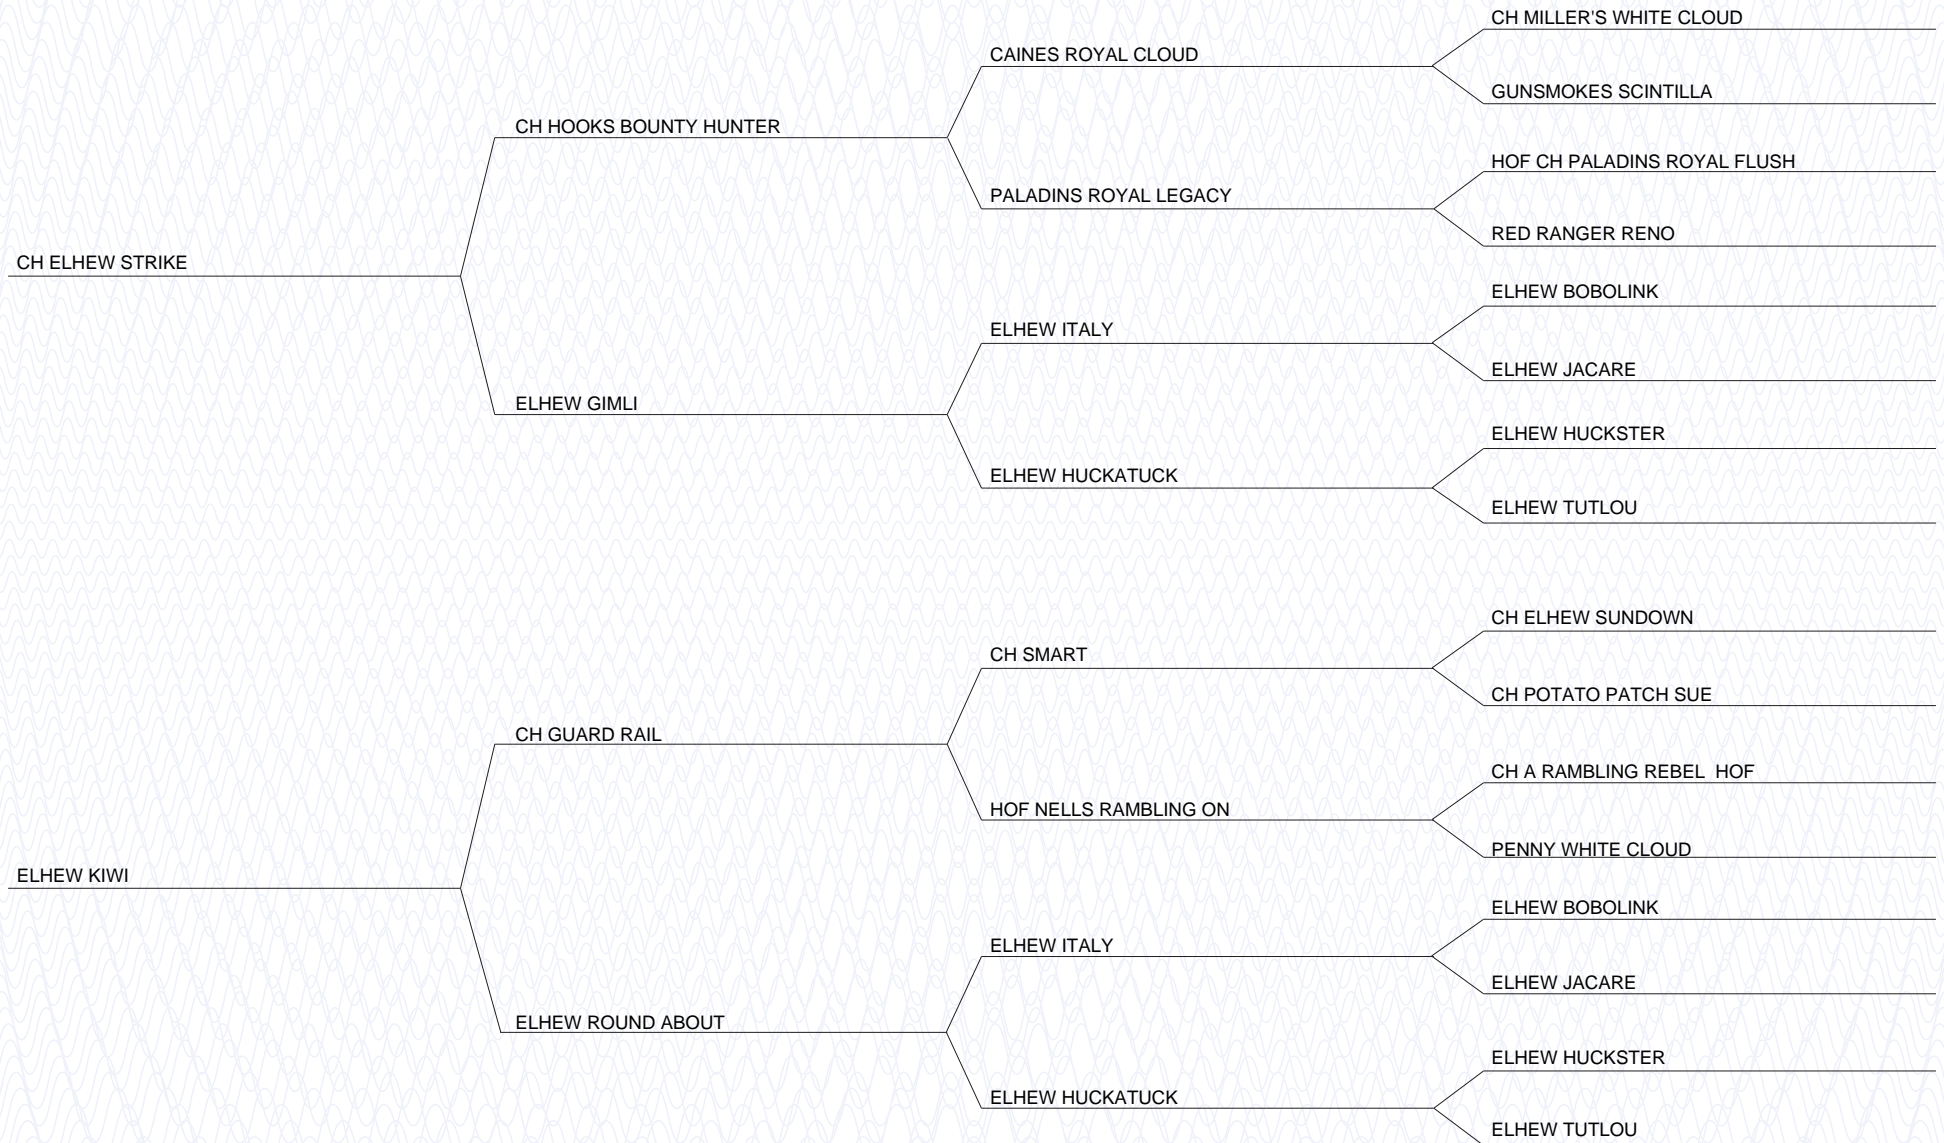 CH MILLER'S WHITE CLOUD
CAINES ROYAL CLOUD
GUNSMOKES SCINTILLA
CH HOOKS BOUNTY HUNTER
HOF CH PALADINS ROYAL FLUSH
PALADINS ROYAL LEGACY
RED RANGER RENO
CH ELHEW STRIKE
ELHEW BOBOLINK
ELHEW ITALY
ELHEW JACARE
ELHEW GIMLI
ELHEW HUCKSTER
ELHEW HUCKATUCK
ELHEW TUTLOU
CH ELHEW SUNDOWN
CH SMART
CH POTATO PATCH SUE
CH GUARD RAIL
CH A RAMBLING REBEL  HOF
HOF NELLS RAMBLING ON
PENNY WHITE CLOUD
ELHEW KIWI
ELHEW BOBOLINK
ELHEW ITALY
ELHEW JACARE
ELHEW ROUND ABOUT
ELHEW HUCKSTER
ELHEW HUCKATUCK
ELHEW TUTLOU